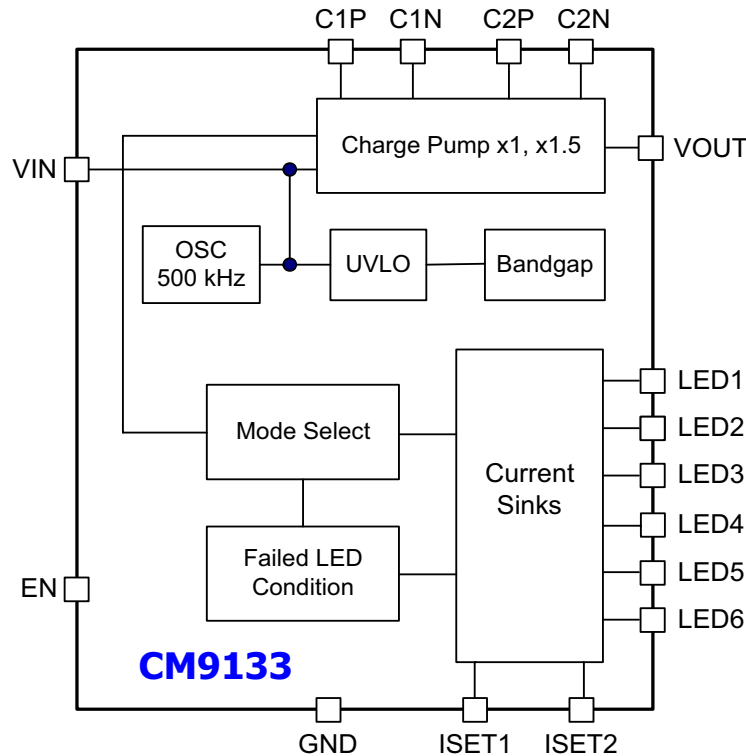 C1P C1N C2P C2N
Charge Pump x1, x1.5
VIN
VOUT
OSC
500 kHz
UVLO
Bandgap
LED1
LED2
LED3
LED4
LED5
LED6
Mode Select
Current
Sinks
Failed LED
Condition
EN
CM9133
GND
ISET1
ISET2